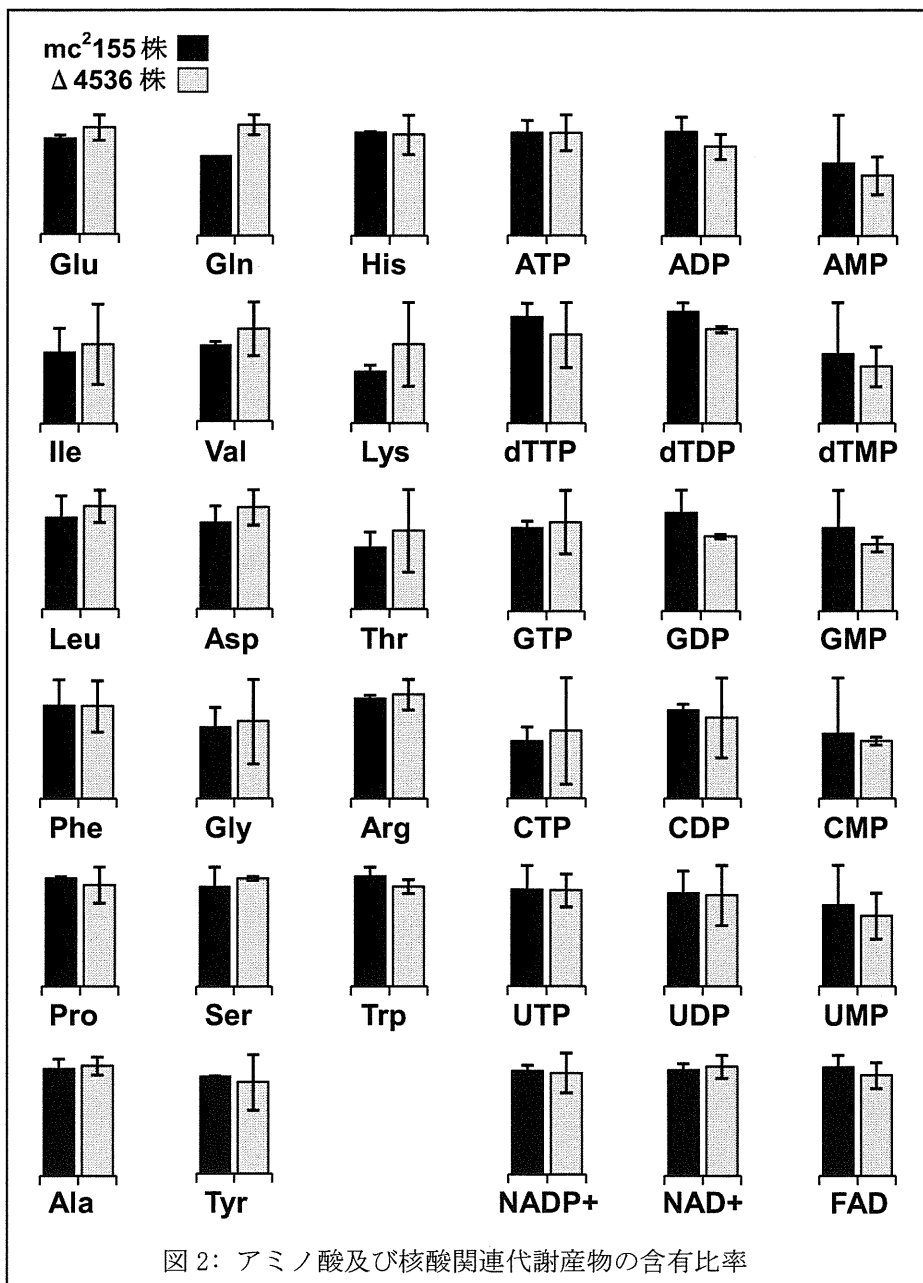 mc²155 株
Δ 4536 株
Glu Gln His ATP ADP AMP
Ile Val Lys dTTP dTDP dTMP
Leu Asp Thr GTP GDP GMP
Phe Gly Arg CTP CDP CMP
Pro Ser Trp UTP UDP UMP
Ala Tyr NADP+ NAD+ FAD
図 2: アミノ酸及び核酸関連代謝産物の含有比率